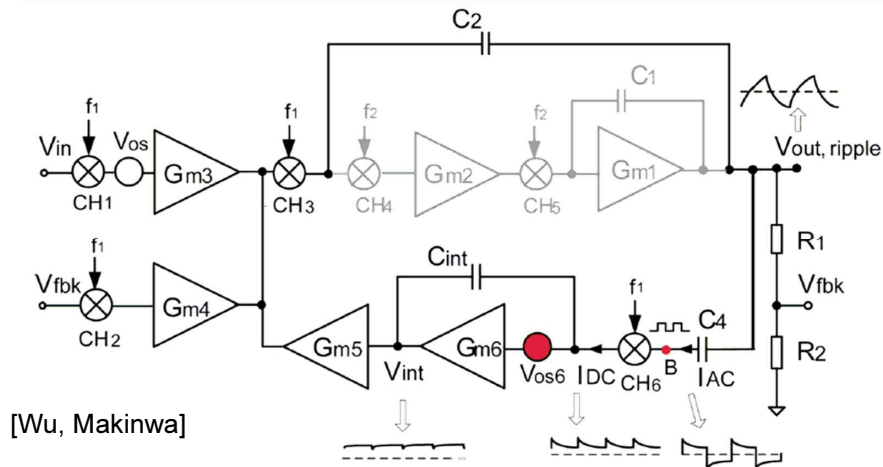 C2
C1
f1
f1
f2
f2
Vin
Vos
Gm3
Gm2
Gm1
Vout, ripple
CH1
CH3
CH4
CH5
R1
f1
Cint
f1
C4
Vfbk
Gm4
Vfbk
CH2
Gm5
Gm6
R2
Vint
Vos6
IDC
CH6
B
IAC
[Wu, Makinwa]